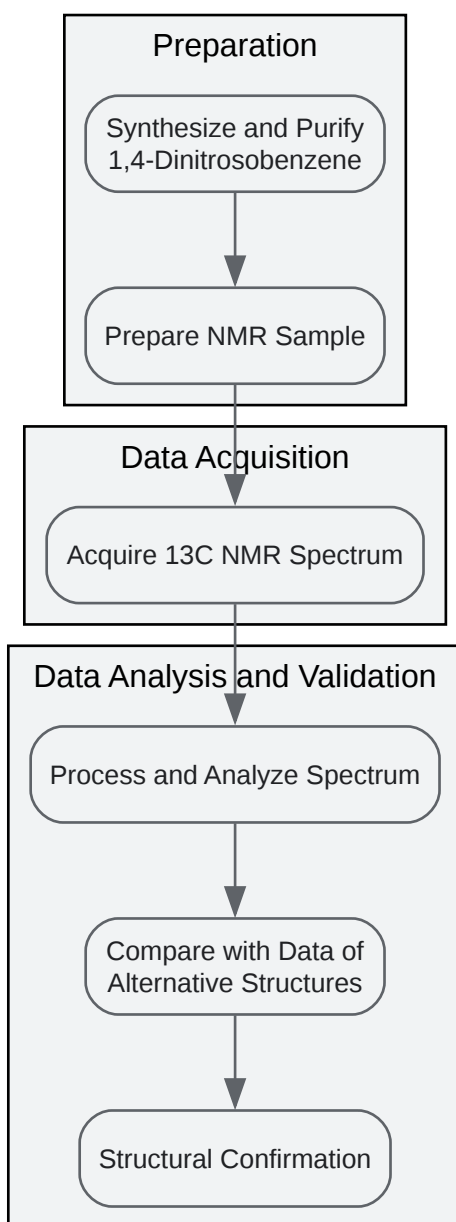 Preparation
Synthesize and Purify
1,4-Dinitrosobenzene
Prepare NMR Sample
Data Acquisition
Acquire 13C NMR Spectrum
Data Analysis and Validation
Process and Analyze Spectrum
Compare with Data of
Alternative Structures
Structural Confirmation